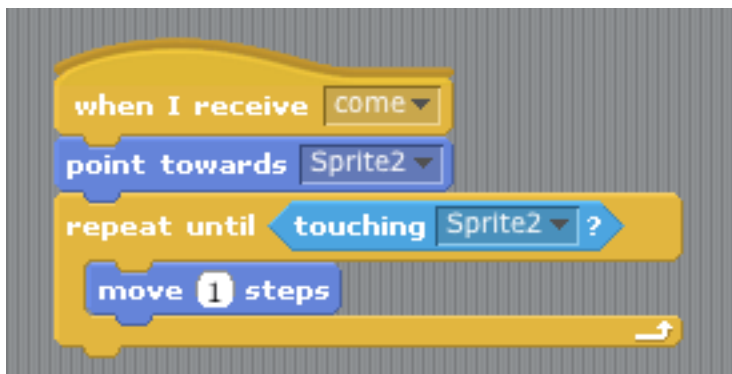 when I receive come
point towards Sprite2
repeat until touching Sprite2 ?
move 1 steps